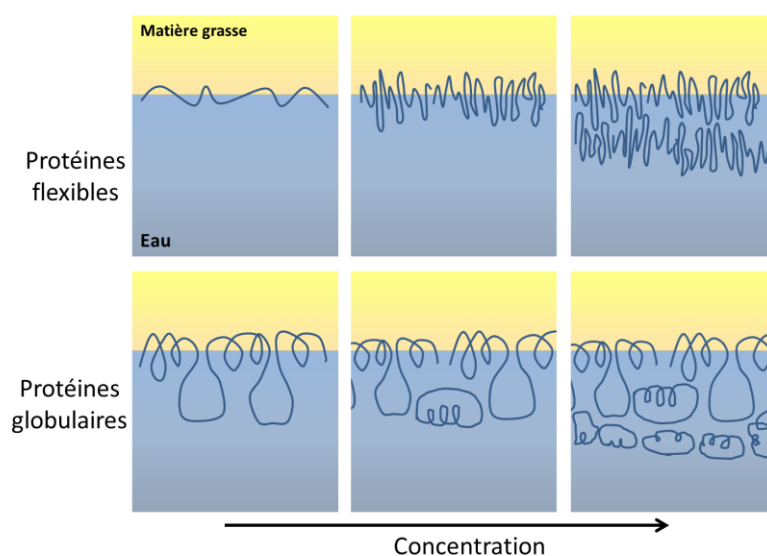 Matière grasse
Protéines
flexibles
Eau
Protéines
globulaires
Concentration